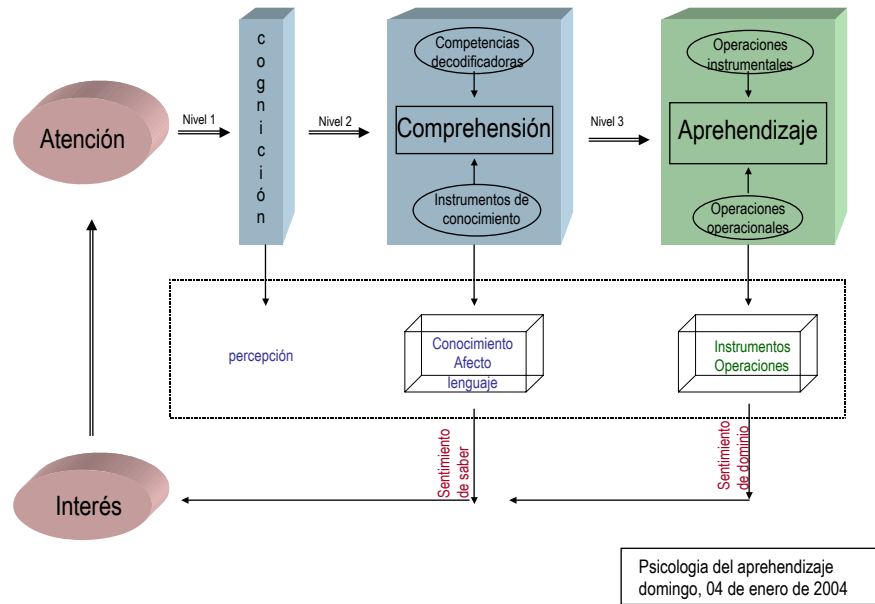 Atención
Nivel 1
cognición
Nivel 2
Competencias
decodificadoras
Comprehensión
Instrumentos de
conocimiento
Nivel 3
Operaciones
instrumentales
Aprehendizaje
Operaciones
operacionales
percepción
Conocimiento
Afecto
lenguaje
Instrumentos
Operaciones
Sentimiento
de saber
Sentimiento
de dominio
Interés
Psicologia del aprehendizaje
domingo, 04 de enero de 2004